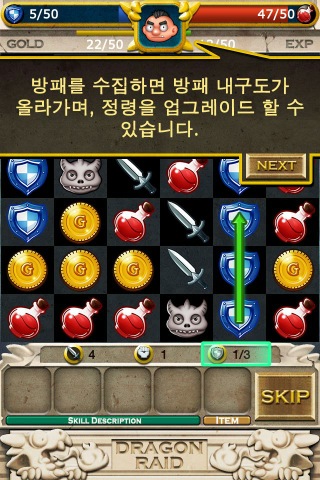 5/50
47/50
GOLD
22/50
EXP
방패를 수집하면 방패 내구도가
올라가며, 정령을 업그레이드 할 수
있습니다.
NEXT
4
1
1/3
SKIP
SKILL DESCRIPTION
ITEM
DRAGON
RAID